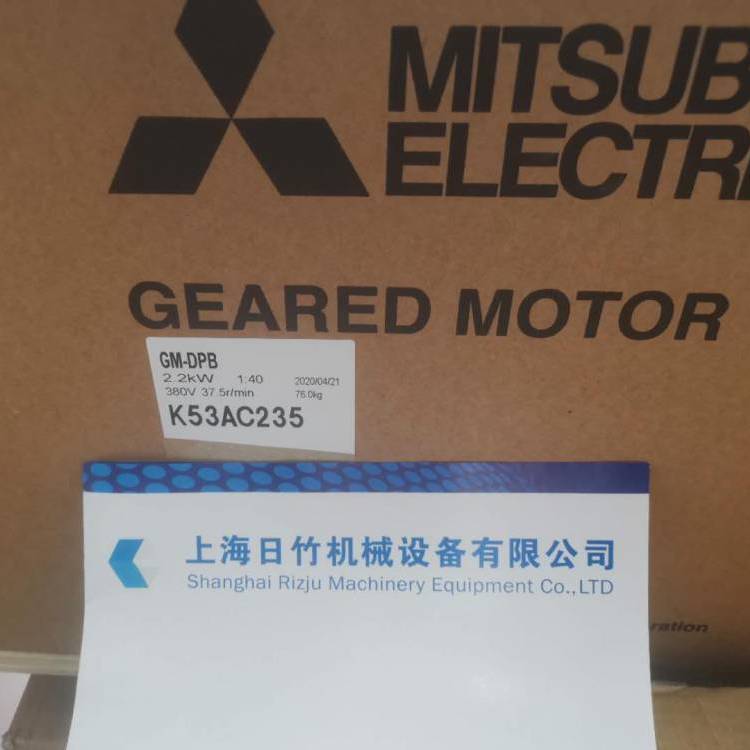 MITSUB
ELECTRI
GEARED MOTOR
GM-DPB
2.2kW 1:40 2020/04/21
380V 37.5r/min 76.0kg
K53AC235
上海日竹机械设备有限公司
Shanghai Rizju Machinery Equipment Co.,LTD
ration